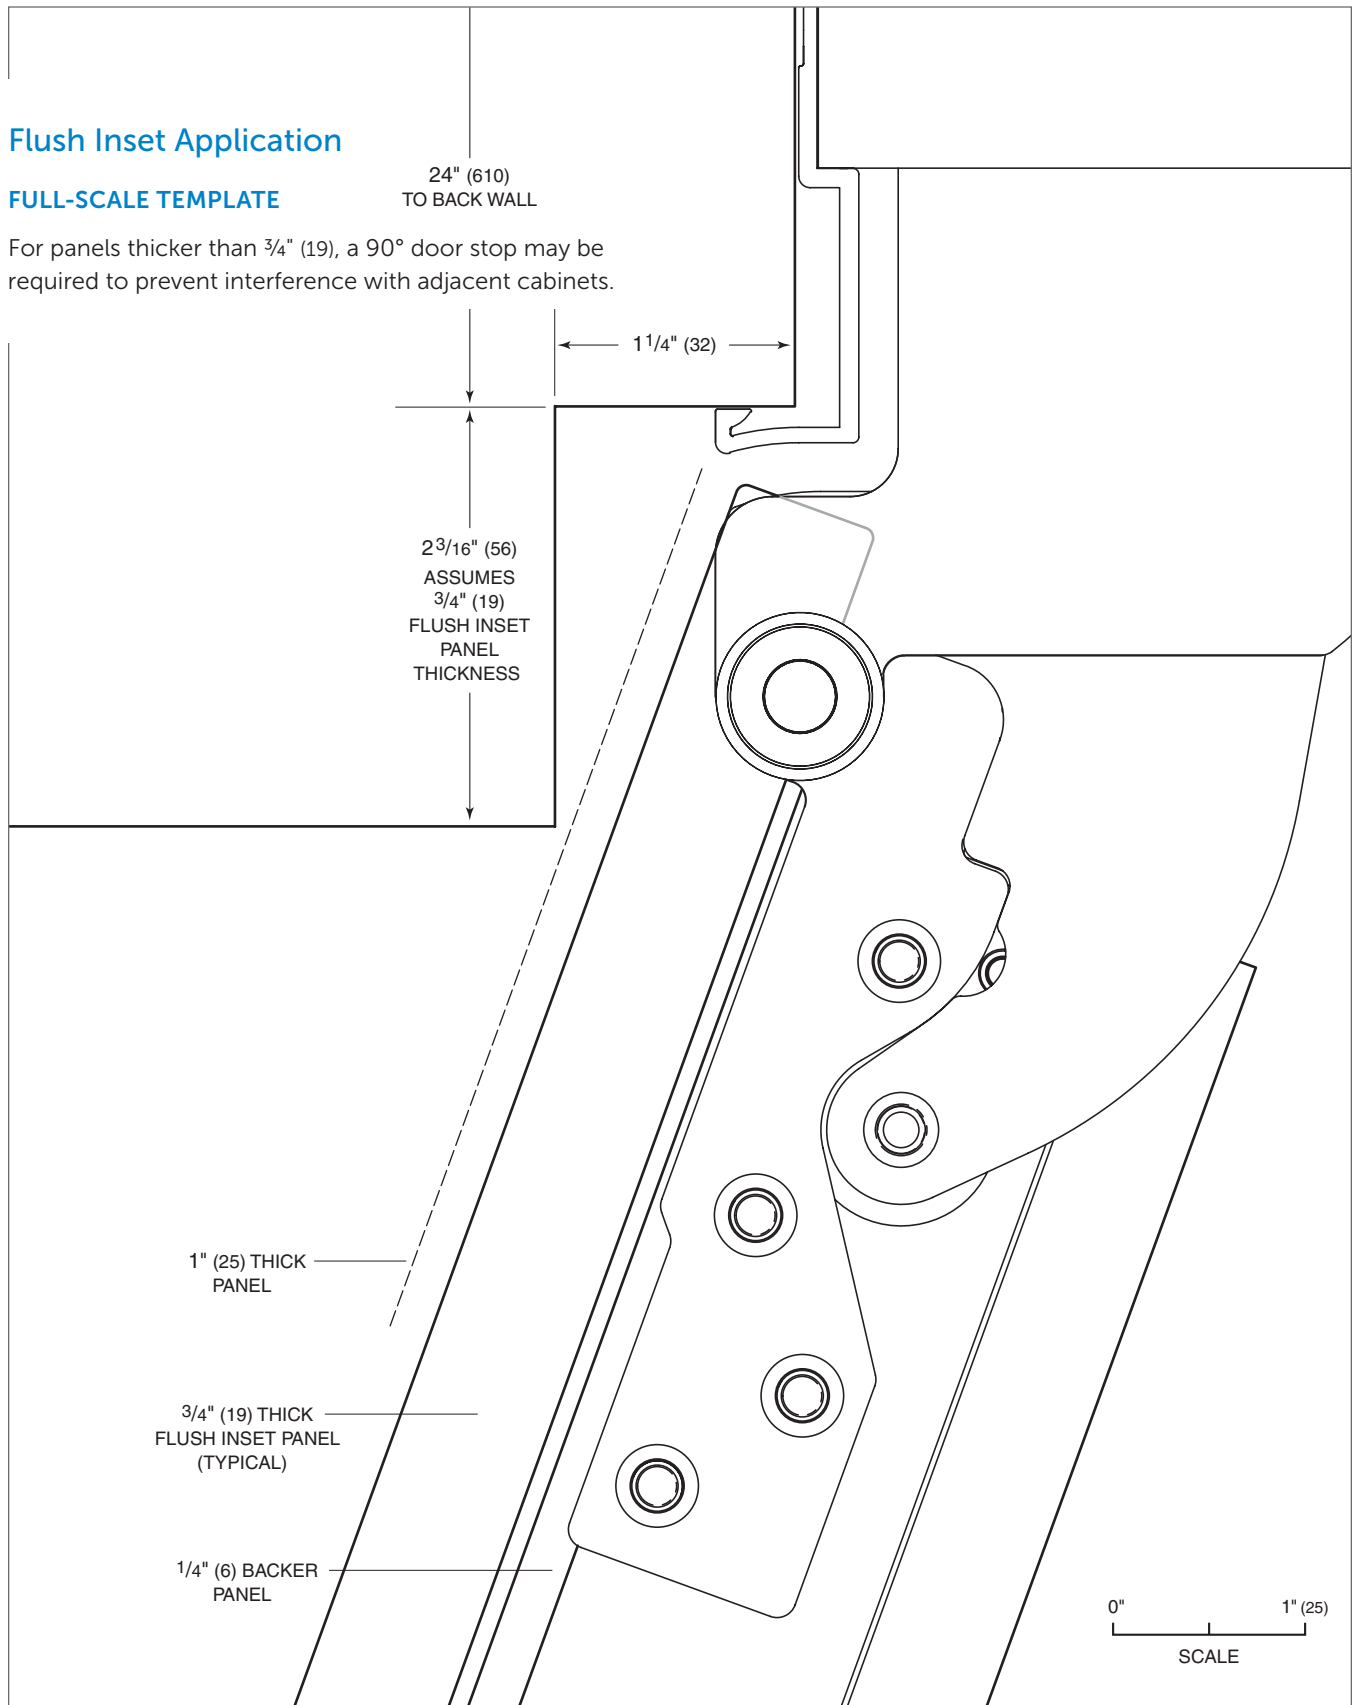 Flush Inset Application
FULL-SCALE TEMPLATE
For panels thicker than 3/4" (19), a 90° door stop may be
required to prevent interference with adjacent cabinets.
24" (610)
TO BACK WALL
1 1/4" (32)
2 3/16" (56)
ASSUMES
3/4" (19)
FLUSH INSET
PANEL
THICKNESS
1" (25) THICK
PANEL
3/4" (19) THICK
FLUSH INSET PANEL
(TYPICAL)
1/4" (6) BACKER
PANEL
0" 1" (25)
SCALE